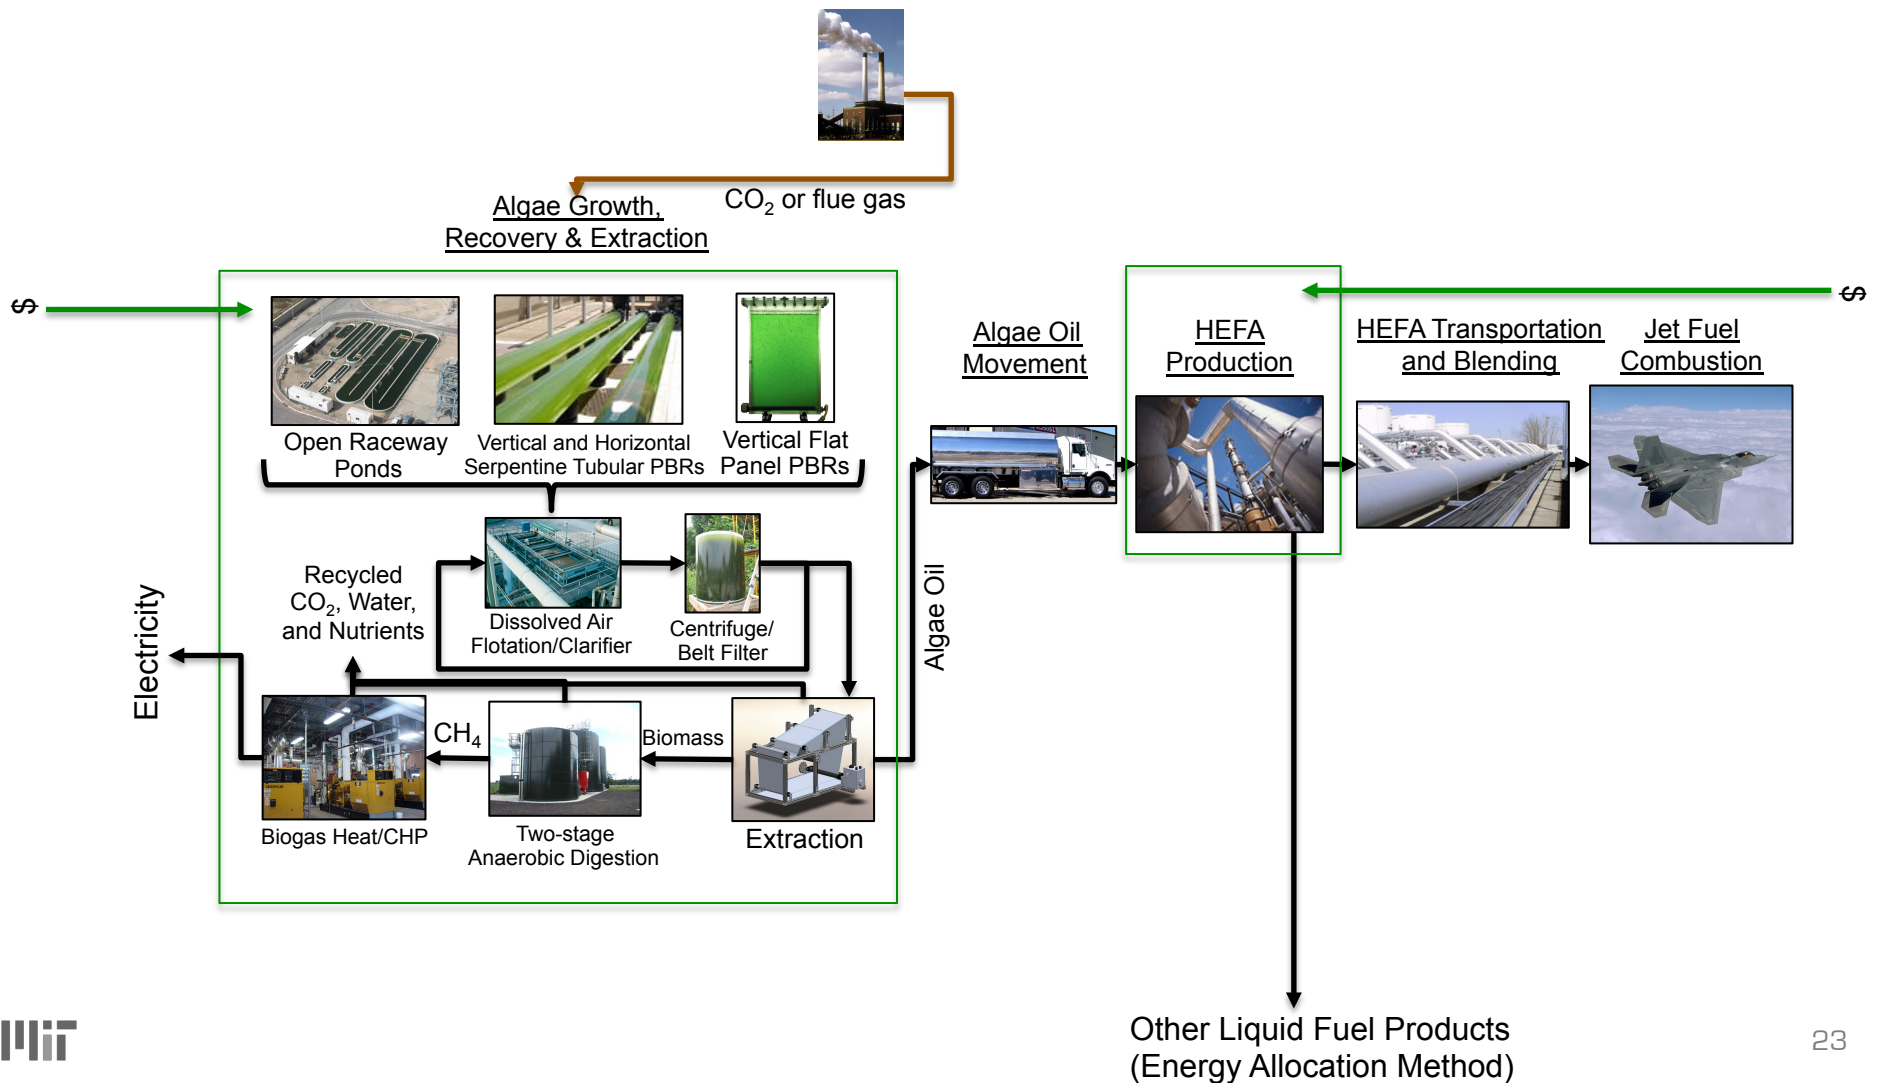 CO₂ or flue gas
Algae Growth,
Recovery & Extraction
$
Open Raceway
Ponds
Vertical and Horizontal
Serpentine Tubular PBRs
Vertical Flat
Panel PBRs
Recycled
CO₂, Water,
and Nutrients
Dissolved Air
Flotation/Clarifier
Centrifuge/
Belt Filter
Electricity
CH₄
Biomass
Biogas Heat/CHP
Two-stage
Anaerobic Digestion
Extraction
Algae Oil
Algae Oil
Movement
HEFA
Production
HEFA Transportation
and Blending
Jet Fuel
Combustion
$
Other Liquid Fuel Products
(Energy Allocation Method)
MIT
23